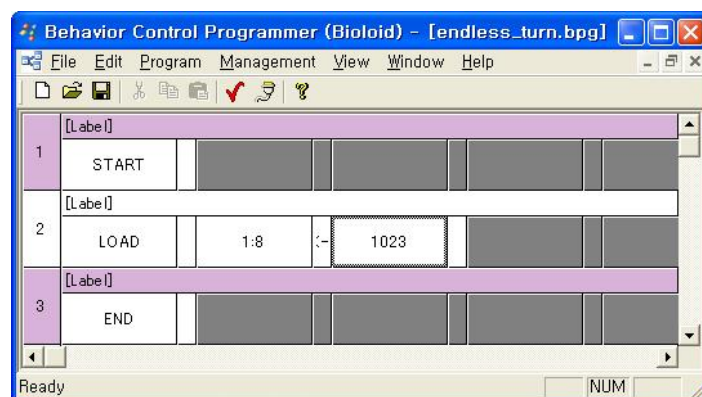 Behavior Control Programmer (Bioloid) - [endless_turn.bpg]
File Edit Program Management View Window Help
[Label]
1
START
[Label]
2
LOAD 1:8 <- 1023
[Label]
3
END
Ready NUM